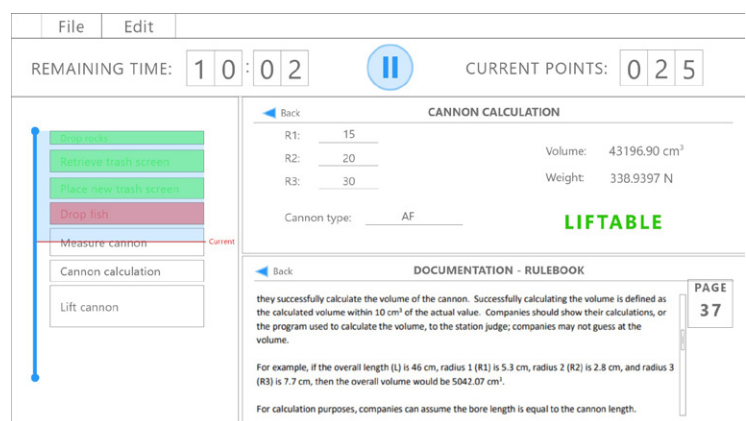 File Edit
REMAINING TIME: 1 0 : 0 2
CURRENT POINTS: 0 2 5
Drop rocks
Retrieve trash screen
Place new trash screen
Drop fish
Measure cannon
Current
Cannon calculation
Lift cannon
Back
CANNON CALCULATION
R1: 15
R2: 20
R3: 30
Cannon type: AF
Volume: 43196.90 cm³
Weight: 338.9397 N
LIFTABLE
Back
DOCUMENTATION - RULEBOOK
PAGE
37
they successfully calculate the volume of the cannon. Successfully calculating the volume is defined as
the calculated volume within 10 cm³ of the actual value. Companies should show their calculations, or
the program used to calculate the volume, to the station judge; companies may not guess at the
volume.
For example, if the overall length (L) is 46 cm, radius 1 (R1) is 5.3 cm, radius 2 (R2) is 2.8 cm, and radius 3
(R3) is 7.7 cm, then the overall volume would be 5042.07 cm³.
For calculation purposes, companies can assume the bore length is equal to the cannon length.